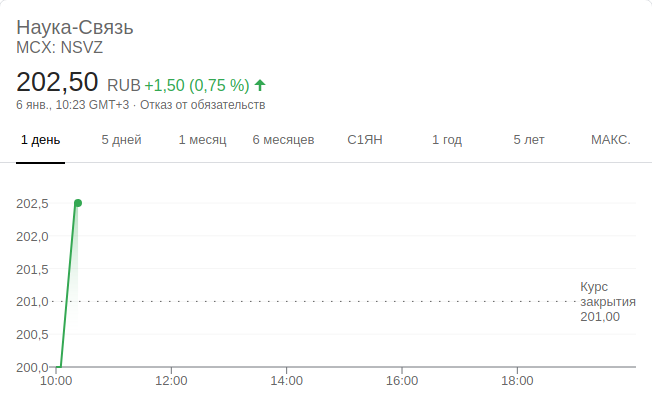 Наука-Связь
MCX: NSVZ
202,50 RUB +1,50 (0,75 %)
6 янв., 10:23 GMT+3 · Отказ от обязательств
1 день 5 дней 1 месяц 6 месяцев С1ЯН 1 год 5 лет МАКС.
202,5
202,0
201,5
Курс
201,0 закрытия
201,00
200,5
200,0
10:00 12:00 14:00 16:00 18:00